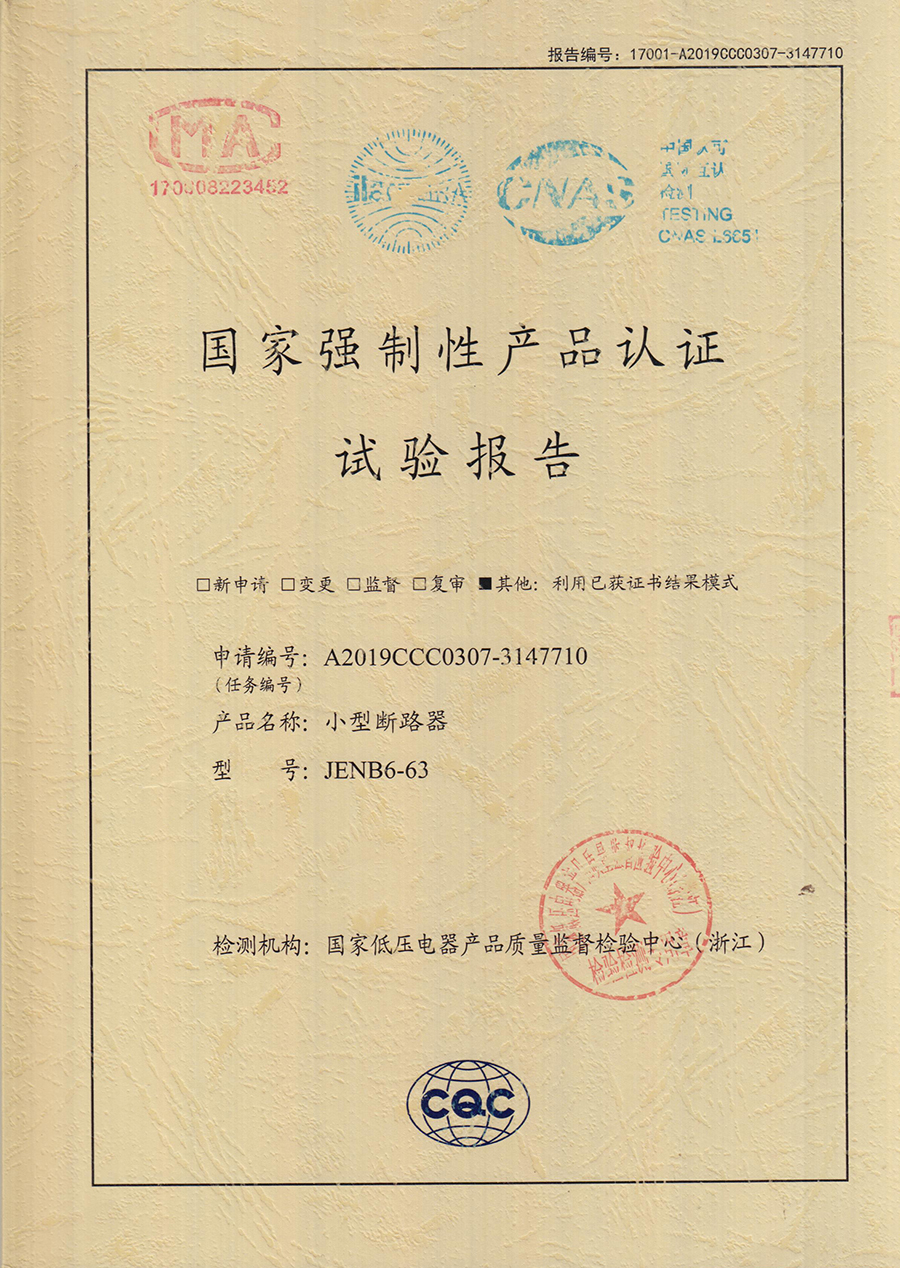 报告编号：17001-A2019CCC0307-3147710
MA
170008223452
CNAS
TESTING
国家强制性产品认证
试验报告
□新申请 □变更 □监督 □复审 ■其他：利用已获证书结果模式
申请编号：A2019CCC0307-3147710
（任务编号）
产品名称：小型断路器
型 号：JENB6-63
检测机构：国家低压电器产品质量监督检验中心（浙江）
CQC